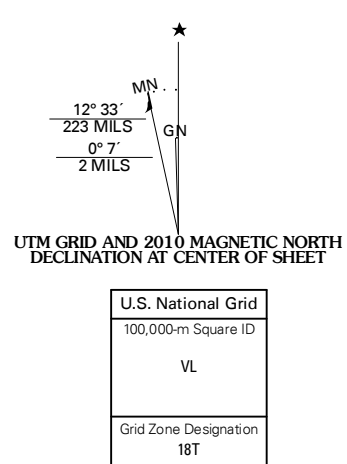 ★
MN
12° 33´
223 MILS
GN
0° 7´
2 MILS
UTM GRID AND 2010 MAGNETIC NORTH
DECLINATION AT CENTER OF SHEET
U.S. National Grid
100,000-m Square ID
VL
Grid Zone Designation
18T